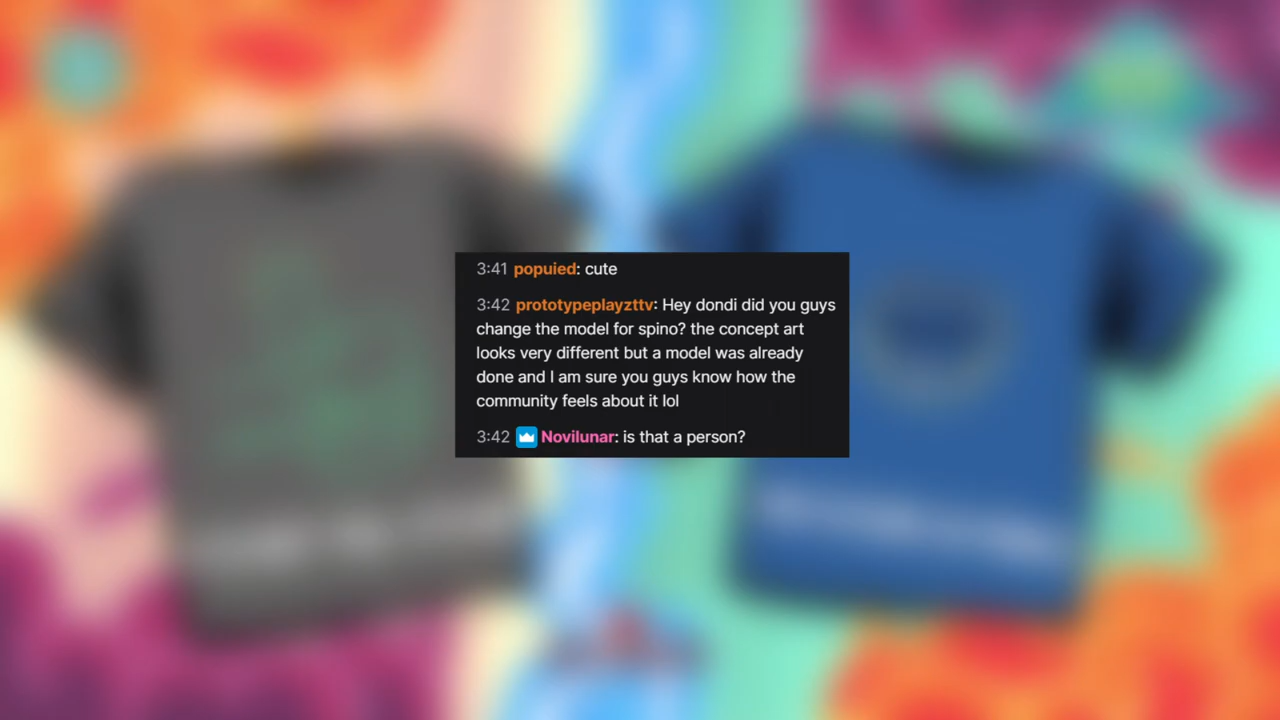 3:41 popuied: cute
3:42 prototypeplayzttv: Hey dondi did you guys
change the model for spino? the concept art
looks very different but a model was already
done and I am sure you guys know how the
community feels about it lol
3:42 Novilunar: is that a person?